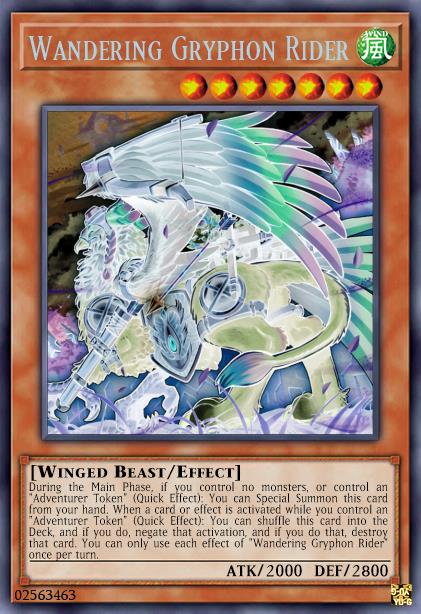 WANDERING GRYPHON RIDER
WIND
風
[WINGED BEAST/EFFECT]
During the Main Phase, if you control no monsters, or control an
"Adventurer Token" (Quick Effect): You can Special Summon this card
from your hand. When a card or effect is activated while you control an
"Adventurer Token" (Quick Effect): You can shuffle this card into the
Deck, and if you do, negate that activation, and if you do that, destroy
that card. You can only use each effect of "Wandering Gryphon Rider"
once per turn.
ATK/2000 DEF/2800
02563463